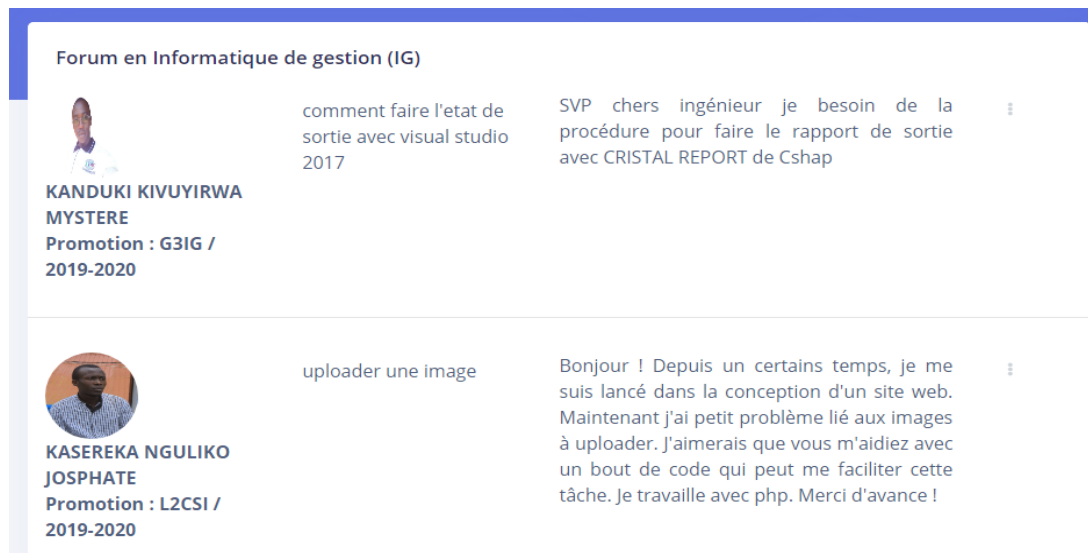 Forum en Informatique de gestion (IG)
KANDUKI KIVUYIRWA
MYSTERE
Promotion : G3IG /
2019-2020
comment faire l'etat de
sortie avec visual studio
2017
SVP chers ingénieur je besoin de la
procédure pour faire le rapport de sortie
avec CRISTAL REPORT de Cshap
KASEREKA NGULIKO
JOSPHATE
Promotion : L2CSI /
2019-2020
uploader une image
Bonjour ! Depuis un certains temps, je me
suis lancé dans la conception d'un site web.
Maintenant j'ai petit problème lié aux images
à uploader. J'aimerais que vous m'aidiez avec
un bout de code qui peut me faciliter cette
tâche. Je travaille avec php. Merci d'avance !